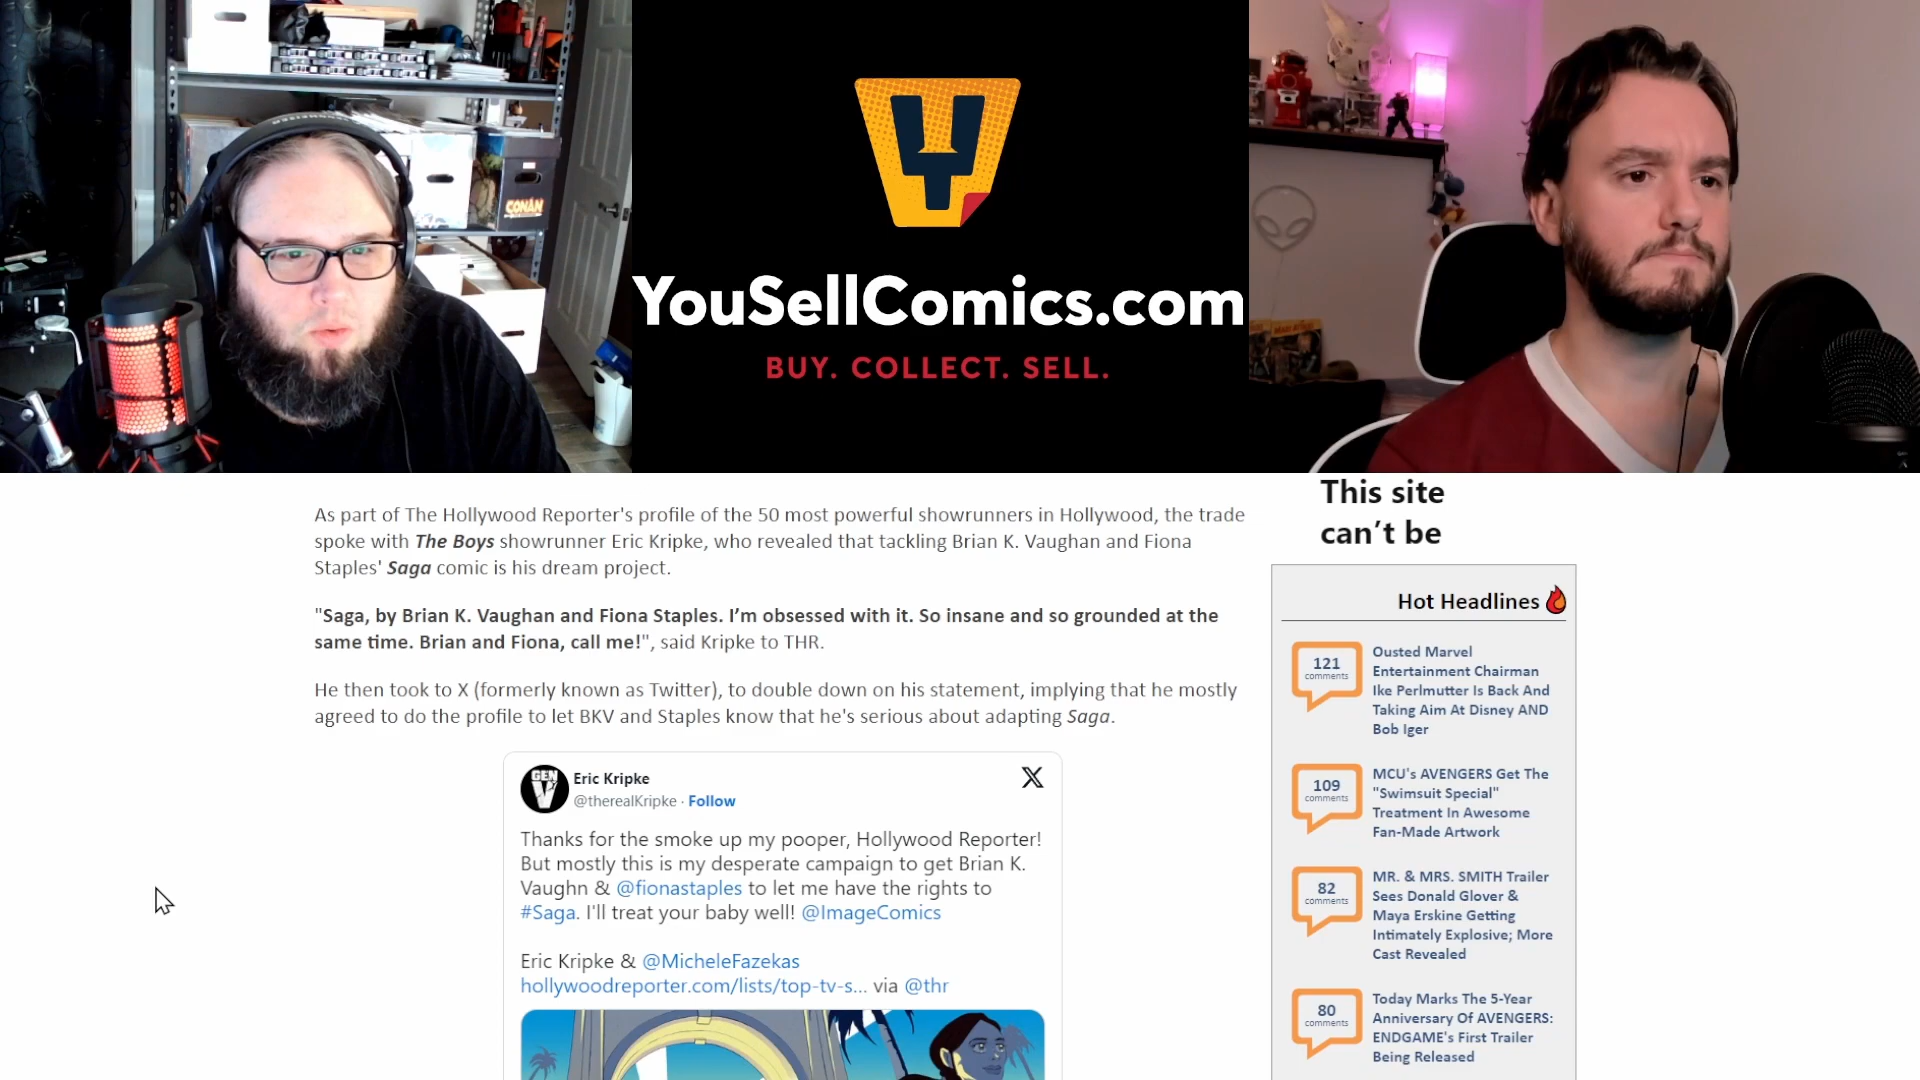 CONAN
YouSellComics.com
BUY. COLLECT. SELL.
As part of The Hollywood Reporter's profile of the 50 most powerful showrunners in Hollywood, the trade
spoke with The Boys showrunner Eric Kripke, who revealed that tackling Brian K. Vaughan and Fiona
Staples' Saga comic is his dream project.
"Saga, by Brian K. Vaughan and Fiona Staples. I’m obsessed with it. So insane and so grounded at the
same time. Brian and Fiona, call me!", said Kripke to THR.
He then took to X (formerly known as Twitter), to double down on his statement, implying that he mostly
agreed to do the profile to let BKV and Staples know that he's serious about adapting Saga.
GEN V
Eric Kripke
@therealKripke · Follow
Thanks for the smoke up my pooper, Hollywood Reporter!
But mostly this is my desperate campaign to get Brian K.
Vaughn & @fionastaples to let me have the rights to
#Saga. I'll treat your baby well! @ImageComics
Eric Kripke & @MicheleFazekas
hollywoodreporter.com/lists/top-tv-s... via @thr
This site
can’t be
Hot Headlines
121
comments
Ousted Marvel
Entertainment Chairman
Ike Perlmutter Is Back And
Taking Aim At Disney AND
Bob Iger
109
comments
MCU's AVENGERS Get The
"Swimsuit Special"
Treatment In Awesome
Fan-Made Artwork
82
comments
MR. & MRS. SMITH Trailer
Sees Donald Glover &
Maya Erskine Getting
Intimately Explosive; More
Cast Revealed
80
comments
Today Marks The 5-Year
Anniversary Of AVENGERS:
ENDGAME's First Trailer
Being Released